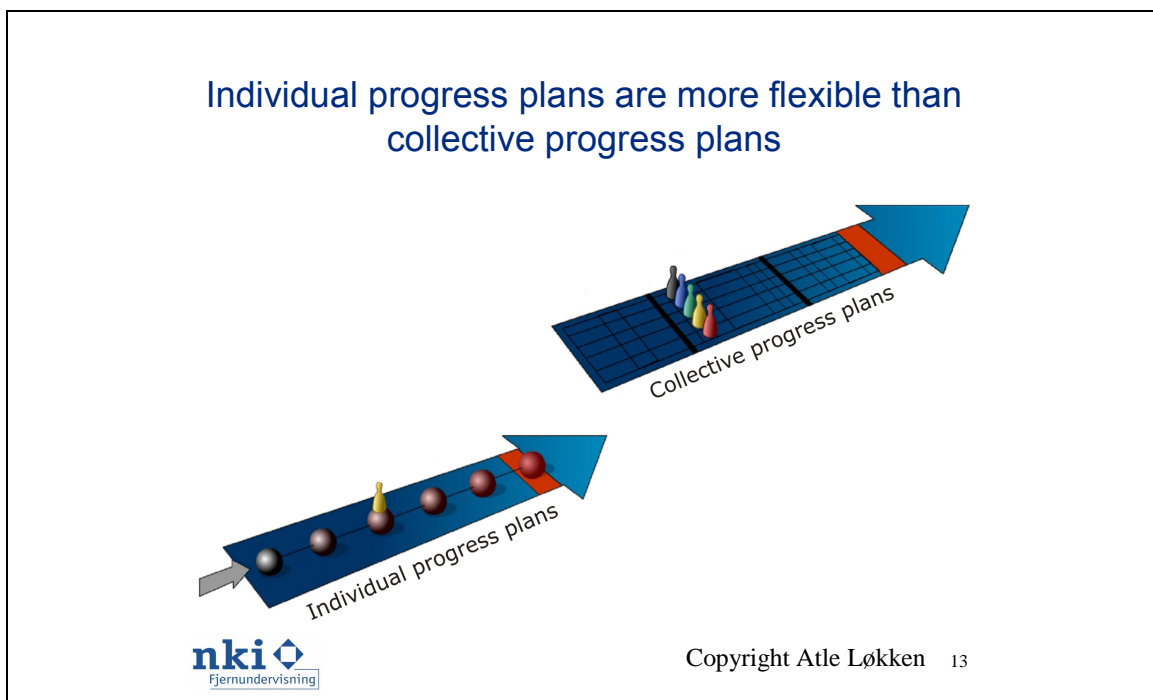 Individual progress plans are more flexible than
collective progress plans
Collective progress plans
Individual progress plans
nki
Fjernundervisning
Copyright Atle Løkken 13